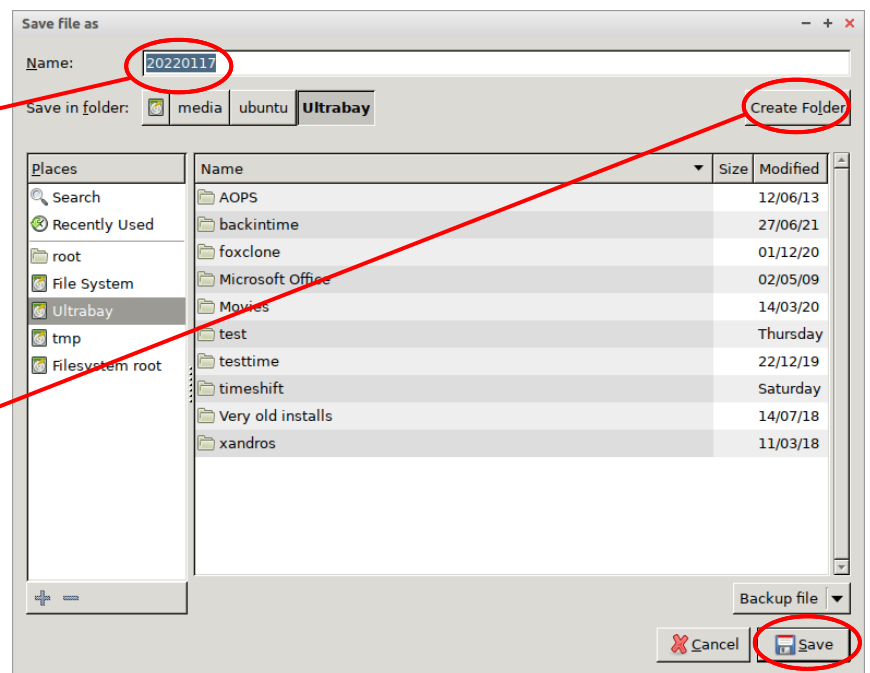 Save file as
Name: 20220117
Save in folder: media ubuntu Ultrabay Create Folder
Places Name Size Modified
Search AOPS 12/06/13
Recently Used backintime 27/06/21
root foxclone 01/12/20
File System Microsoft Office 02/05/09
Ultrabay Movies 14/03/20
tmp test Thursday
Filesystem root testtime 22/12/19
timeshift Saturday
Very old installs 14/07/18
xandros 11/03/18
Backup file
Cancel Save